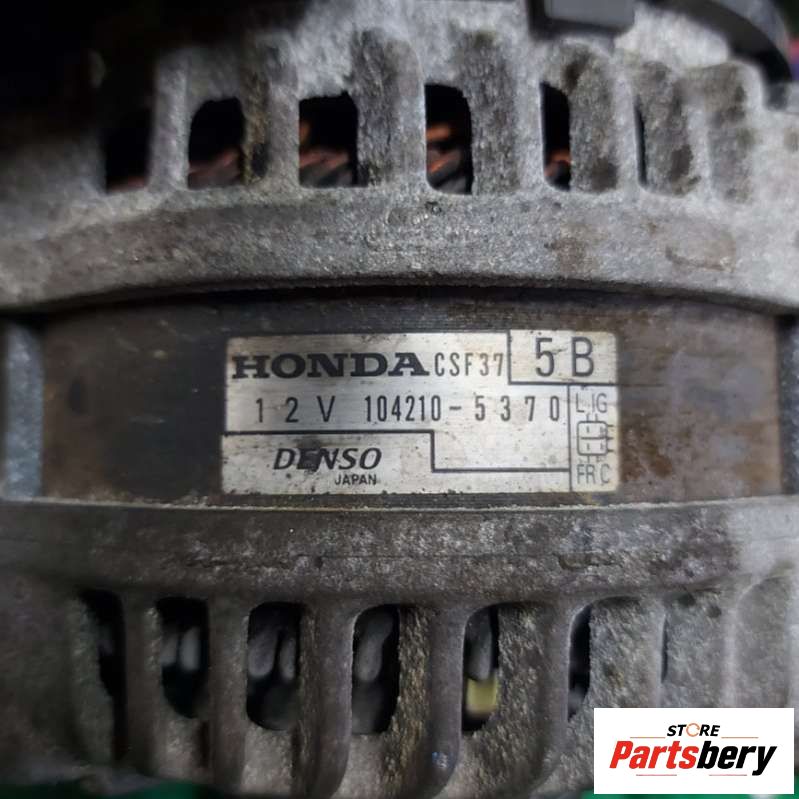 HONDA CSF37 5B
12V 104210-5370 L IG
DENSO
JAPAN FR C
STORE
Partsbery